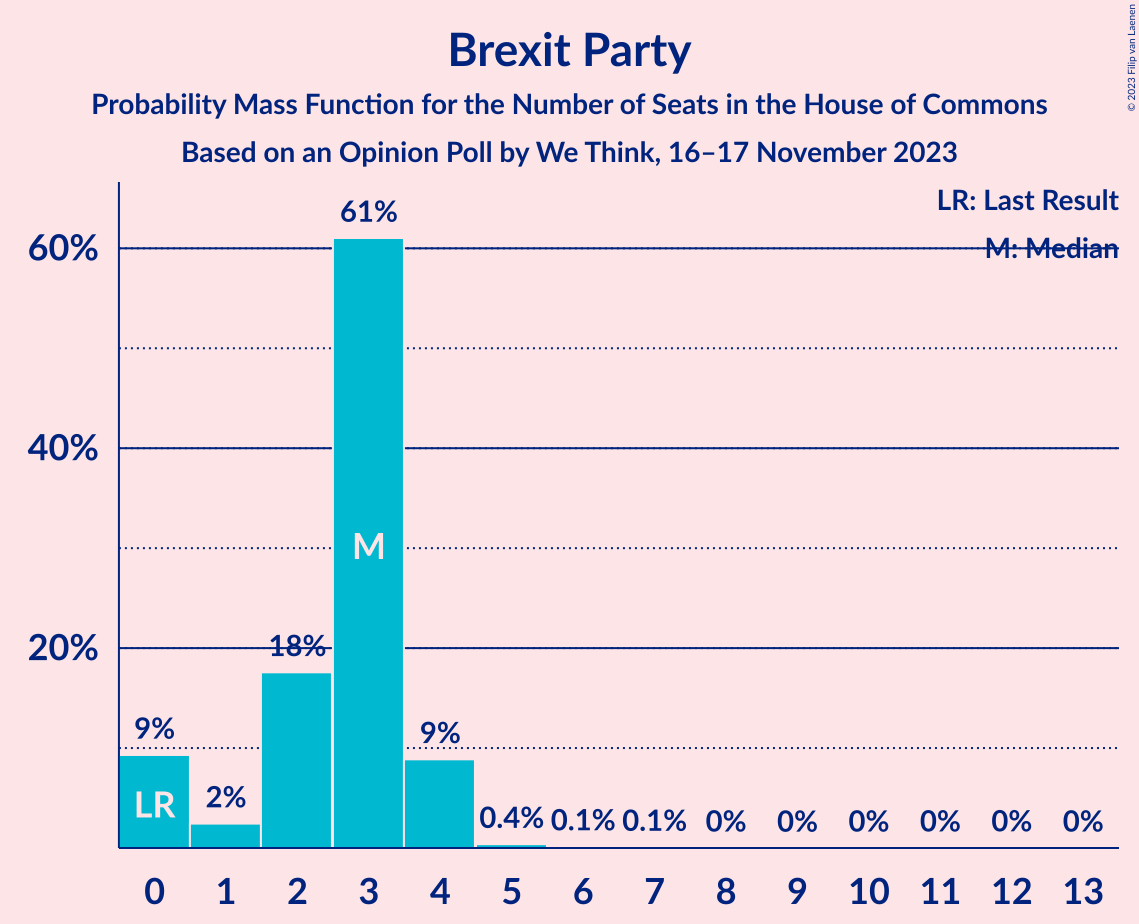 Brexit Party
Probability Mass Function for the Number of Seats in the House of Commons
Based on an Opinion Poll by We Think, 16–17 November 2023
© 2023 Filip van Laenen
LR: Last Result
M: Median
60%
40%
20%
9%
2%
18%
61%
9%
0.4%
0.1%
0.1%
0%
0%
0%
0%
0%
0%
LR
M
0 1 2 3 4 5 6 7 8 9 10 11 12 13